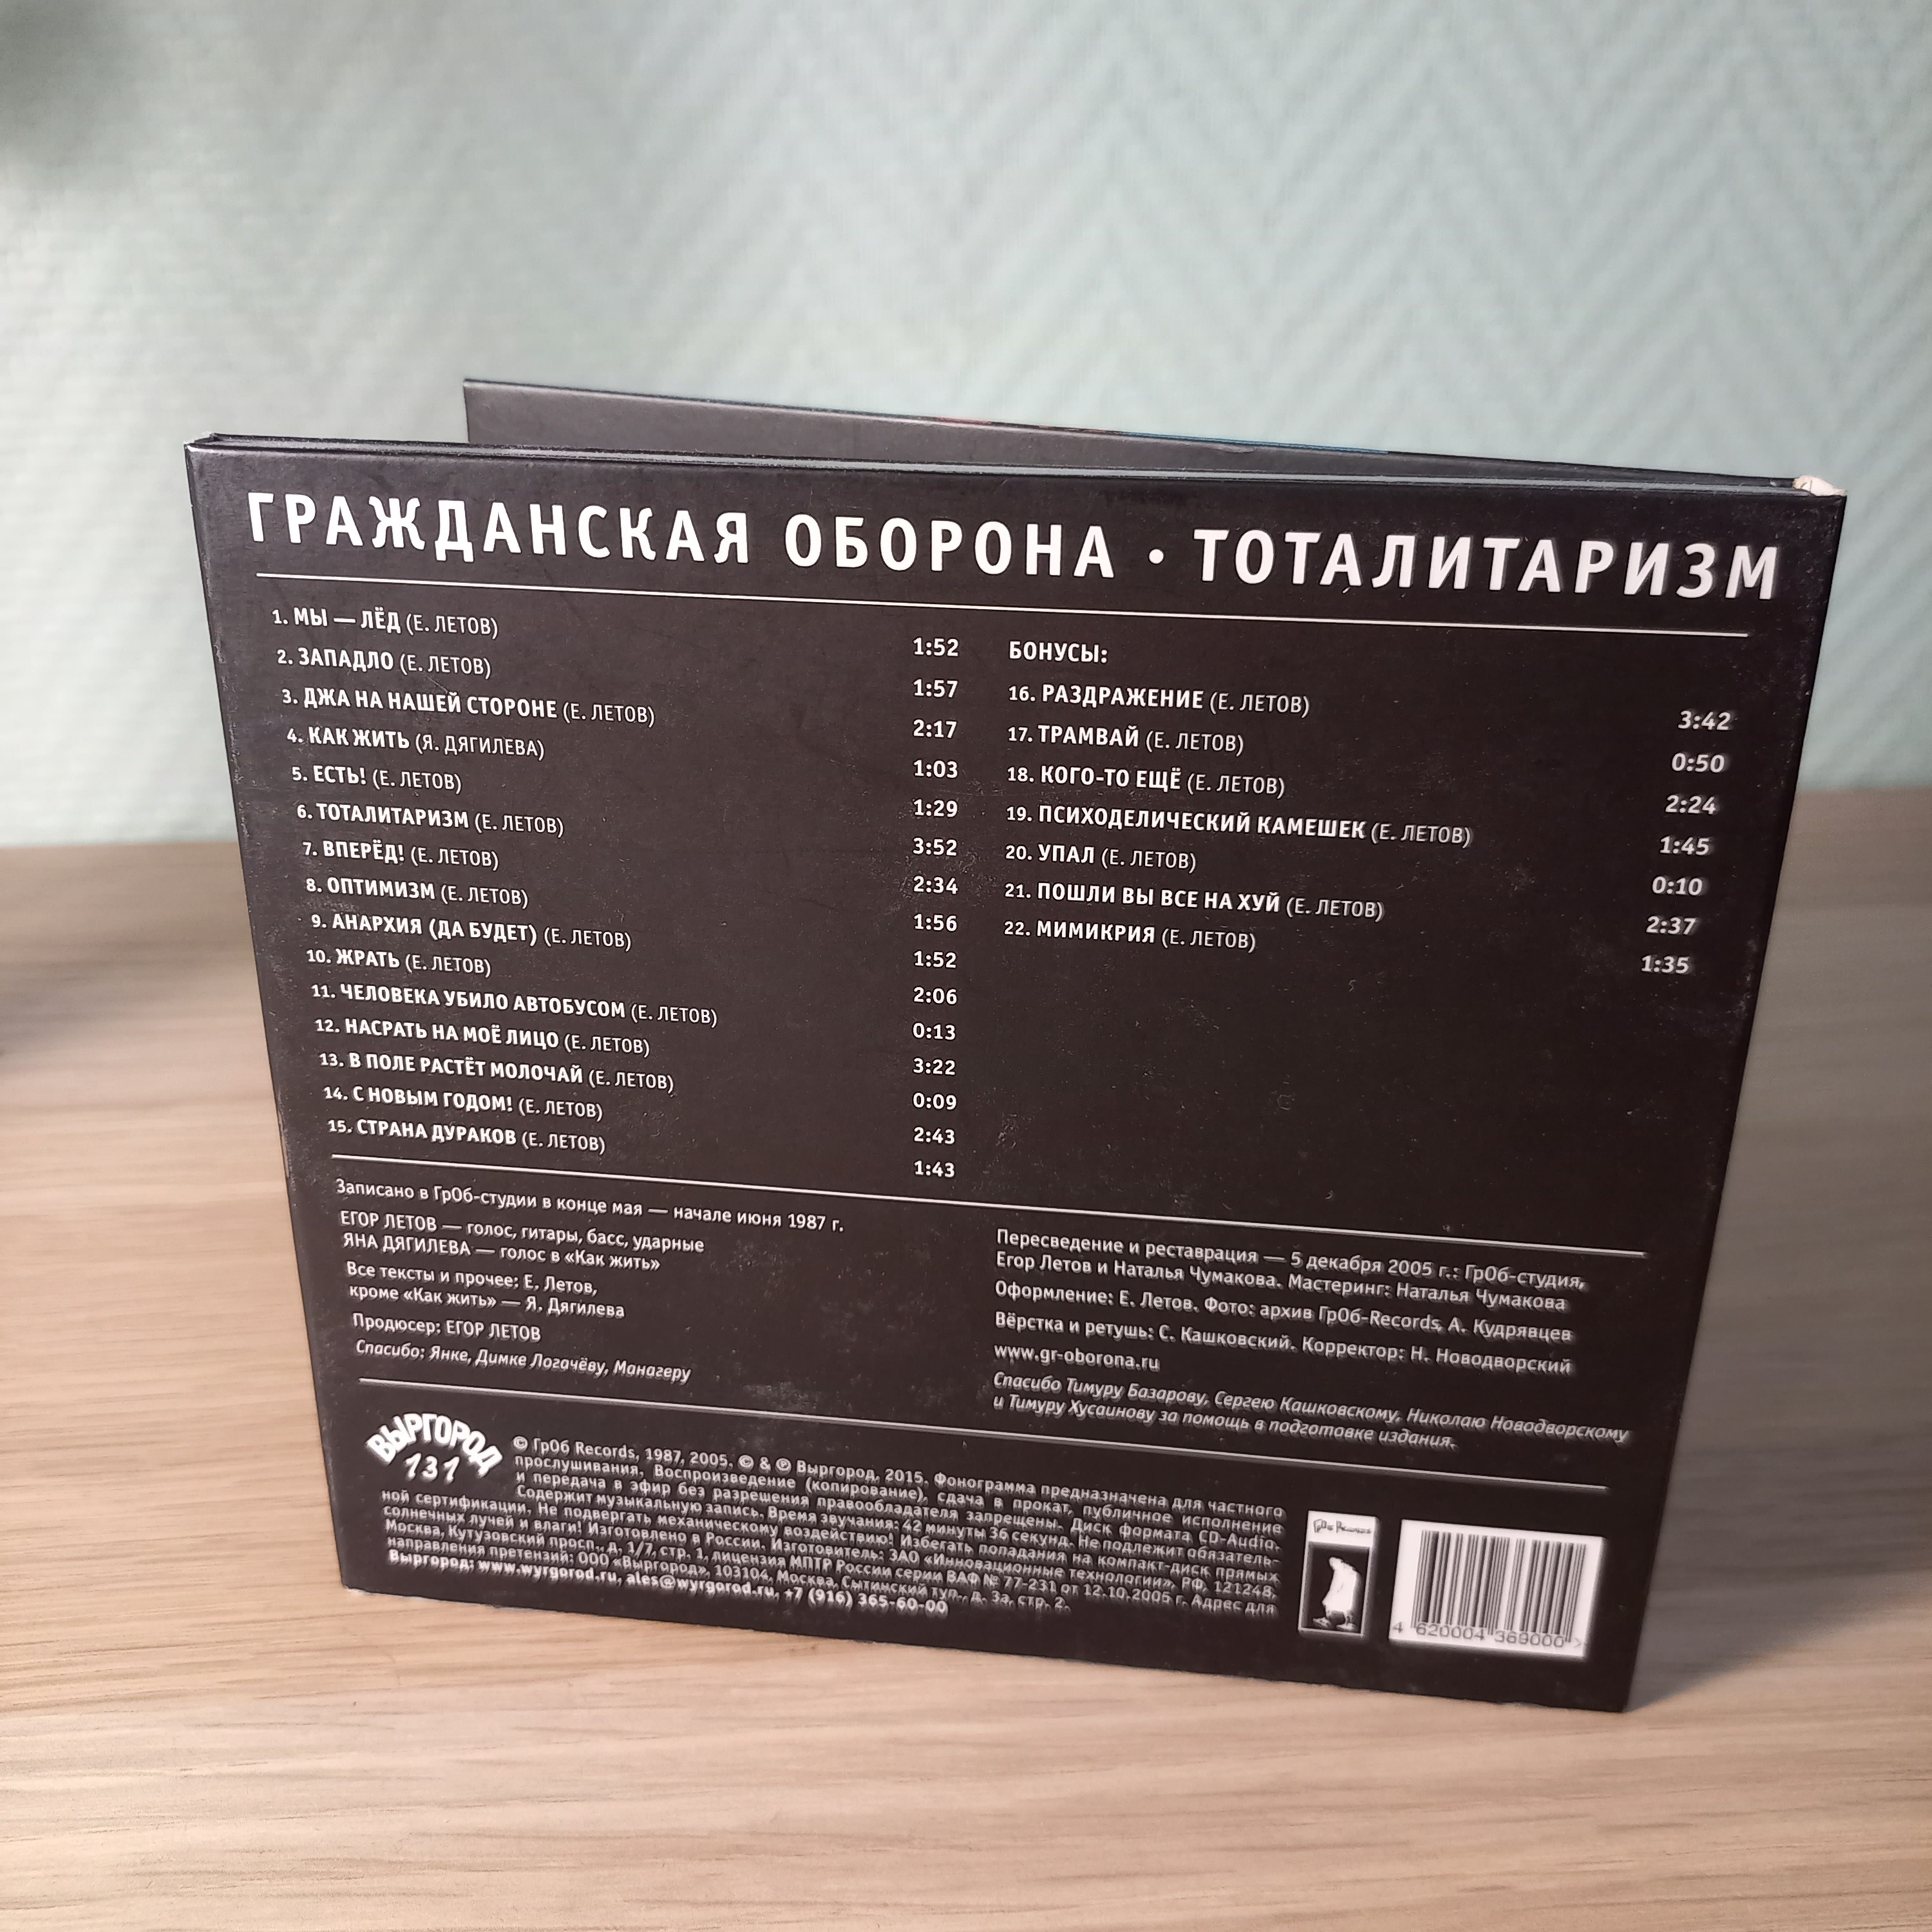 ГРАЖДАНСКАЯ ОБОРОНА • ТОТАЛИТАРИЗМ
1. МЫ — ЛЁД (Е. ЛЕТОВ) 1:52
2. ЗАПАДЛО (Е. ЛЕТОВ) 1:57
3. ДЖА НА НАШЕЙ СТОРОНЕ (Е. ЛЕТОВ) 2:17
4. КАК ЖИТЬ (Я. ДЯГИЛЕВА) 1:03
5. ЕСТЬ! (Е. ЛЕТОВ) 1:29
6. ТОТАЛИТАРИЗМ (Е. ЛЕТОВ) 3:52
7. ВПЕРЁД! (Е. ЛЕТОВ) 2:34
8. ОПТИМИЗМ (Е. ЛЕТОВ) 1:56
9. АНАРХИЯ (ДА БУДЕТ) (Е. ЛЕТОВ) 1:52
10. ЖРАТЬ (Е. ЛЕТОВ) 2:06
11. ЧЕЛОВЕКА УБИЛО АВТОБУСОМ (Е. ЛЕТОВ) 0:13
12. НАСРАТЬ НА МОЁ ЛИЦО (Е. ЛЕТОВ) 3:22
13. В ПОЛЕ РАСТЁТ МОЛОЧАЙ (Е. ЛЕТОВ) 0:09
14. С НОВЫМ ГОДОМ! (Е. ЛЕТОВ) 2:43
15. СТРАНА ДУРАКОВ (Е. ЛЕТОВ) 1:43
БОНУСЫ:
16. РАЗДРАЖЕНИЕ (Е. ЛЕТОВ) 3:42
17. ТРАМВАЙ (Е. ЛЕТОВ) 0:50
18. КОГО-ТО ЕЩЁ (Е. ЛЕТОВ) 2:24
19. ПСИХОДЕЛИЧЕСКИЙ КАМЕШЕК (Е. ЛЕТОВ) 1:45
20. УПАЛ (Е. ЛЕТОВ) 0:10
21. ПОШЛИ ВЫ ВСЕ НА ХУЙ (Е. ЛЕТОВ) 2:37
22. МИМИКРИЯ (Е. ЛЕТОВ) 1:35
Записано в ГрОб-студии в конце мая — начале июня 1987 г.
ЕГОР ЛЕТОВ — голос, гитары, басс, ударные
ЯНА ДЯГИЛЕВА — голос в «Как жить»
Все тексты и прочее: Е. Летов,
кроме «Как жить» — Я. Дягилева
Продюсер: ЕГОР ЛЕТОВ
Спасибо: Янке, Димке Логачёву, Манагеру
Пересведение и реставрация — 5 декабря 2005 г.: ГрОб-студия,
Егор Летов и Наталья Чумакова. Мастеринг: Наталья Чумакова
Оформление: Е. Летов. Фото: архив ГрОб-Records, А. Кудрявцев
Вёрстка и ретушь: С. Кашковский. Корректор: Н. Новодворский
www.gr-oborona.ru
Спасибо Тимуру Базарову, Сергею Кашковскому, Николаю Новодворскому
и Тимуру Хусаинову за помощь в подготовке издания.
ВЫРГОРОД
131
© ГрОб Records, 1987, 2005. © & ℗ Выргород, 2015. Фонограмма предназначена для частного
прослушивания. Воспроизведение (копирование), сдача в прокат, публичное исполнение
и передача в эфир без разрешения правообладателя запрещены. Диск формата CD-Audio.
Содержит музыкальную запись. Время звучания: 42 минуты 36 секунд. Не подлежит обязатель-
ной сертификации. Не подвергать механическому воздействию! Избегать попадания на компакт-диск прямых
солнечных лучей и влаги! Изготовлено в России. Изготовитель: ЗАО «Инновационные технологии», РФ, 121248,
Москва, Кутузовский просп., д. 1/7, стр. 1, лицензия МПТР России серии ВАФ № 77-231 от 12.10.2005 г. Адрес для
направления претензий: ООО «Выргород», 103104, Москва, Сытинский туп., д. 3а, стр. 2.
Выргород: www.wyrgorod.ru, ales@wyrgorod.ru, +7 (916) 365-60-00
ГрОб Records
4 620004 369000 >